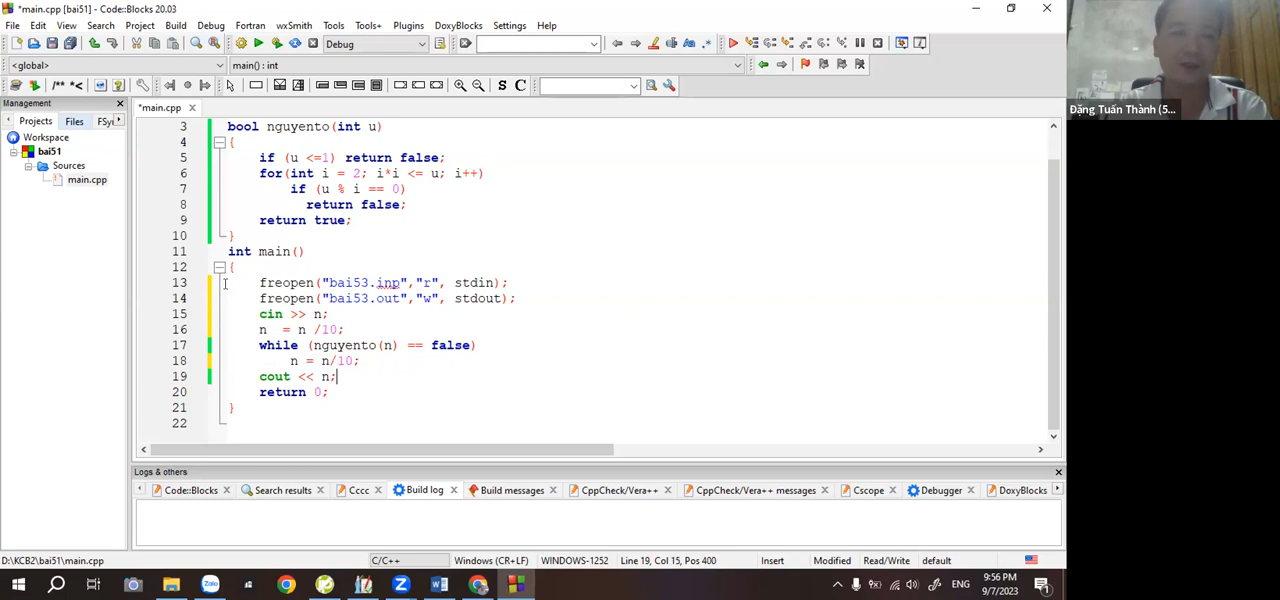 *main.cpp [bai51] - Code::Blocks 20.03
File Edit View Search Project Build Debug Fortran wxSmith Tools Tools+ Plugins DoxyBlocks Settings Help
Debug
<global> main() : int
/** *< S C
Management
Projects Files FSy
Workspace
bai51
Sources
main.cpp
*main.cpp
3 bool nguyento(int u)
4 {
5 if (u <=1) return false;
6 for(int i = 2; i*i <= u; i++)
7 if (u % i == 0)
8 return false;
9 return true;
10 }
11 int main()
12 {
13 freopen("bai53.inp","r", stdin);
14 freopen("bai53.out","w", stdout);
15 cin >> n;
16 n = n /10;
17 while (nguyento(n) == false)
18 n = n/10;
19 cout << n;
20 return 0;
21 }
22
Logs & others
Code::Blocks Search results Cccc Build log Build messages CppCheck/Vera++ CppCheck/Vera++ messages Cscope Debugger DoxyBlocks
D:\KCB2\bai51\main.cpp C/C++ Windows (CR+LF) WINDOWS-1252 Line 19, Col 15, Pos 400 Insert Modified Read/Write default
Zalo ENG 9:56 PM
9/7/2023 1
Đặng Tuấn Thành (5...